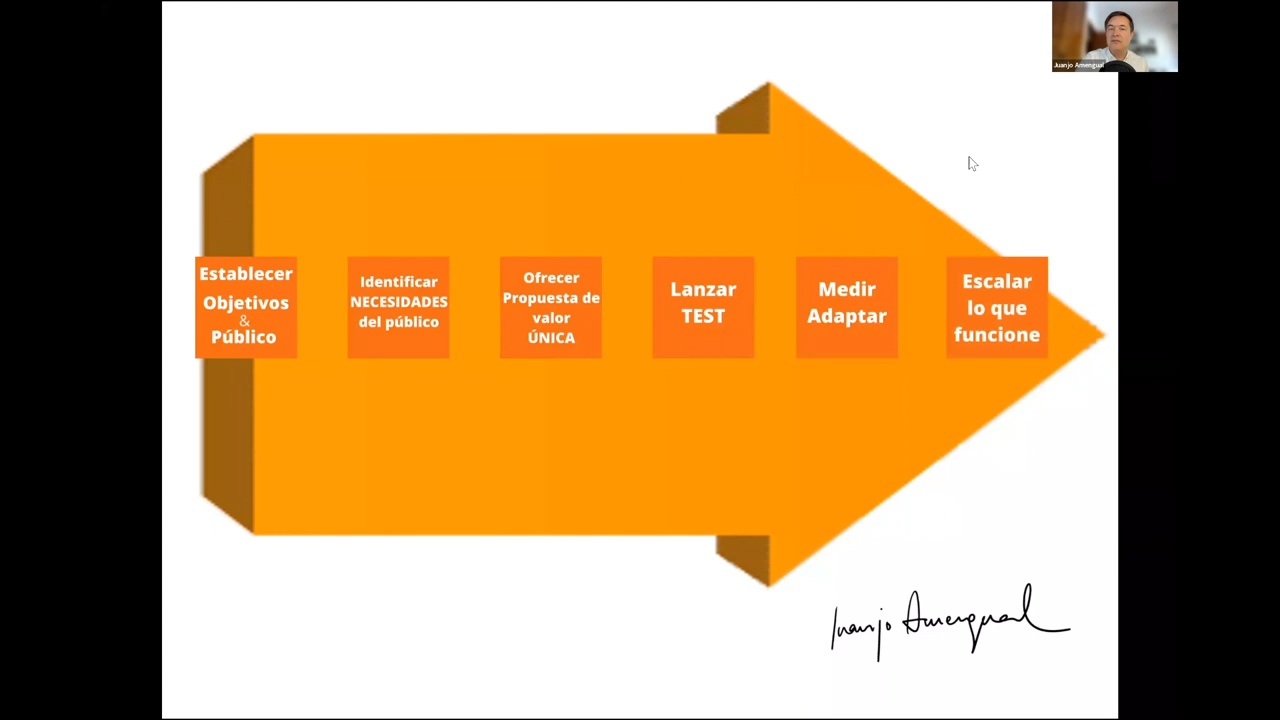 Juanjo Amengual
Establecer
Objetivos
&
Público
Identificar
NECESIDADES
del público
Ofrecer
Propuesta de
valor
ÚNICA
Lanzar
TEST
Medir
Adaptar
Escalar
lo que
funcione
Juanjo Amengual